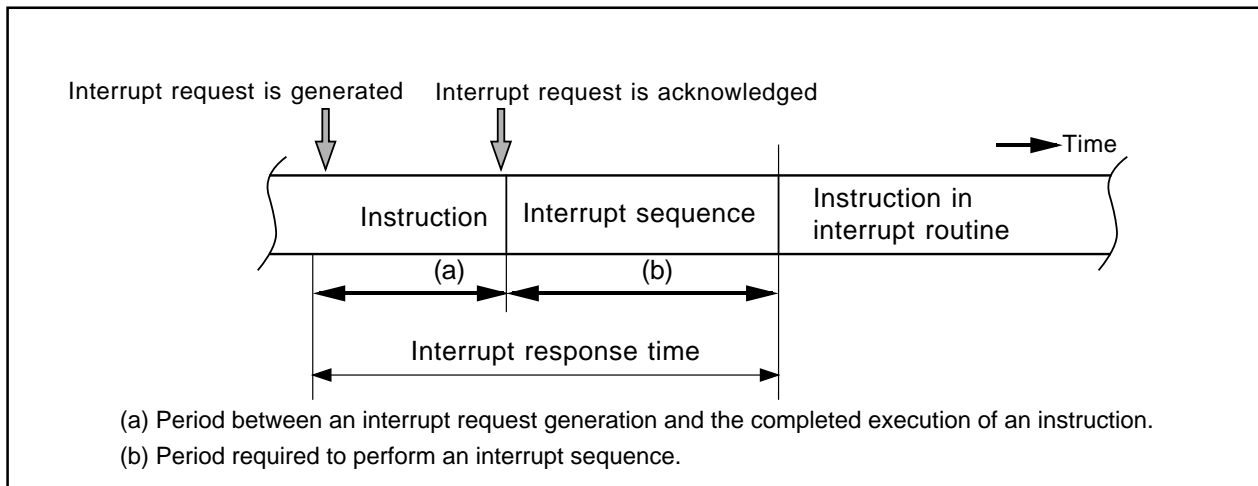 Interrupt request is generated
Interrupt request is acknowledged
Time
Instruction
Interrupt sequence
Instruction in
interrupt routine
(a)
(b)
Interrupt response time
(a) Period between an interrupt request generation and the completed execution of an instruction.
(b) Period required to perform an interrupt sequence.